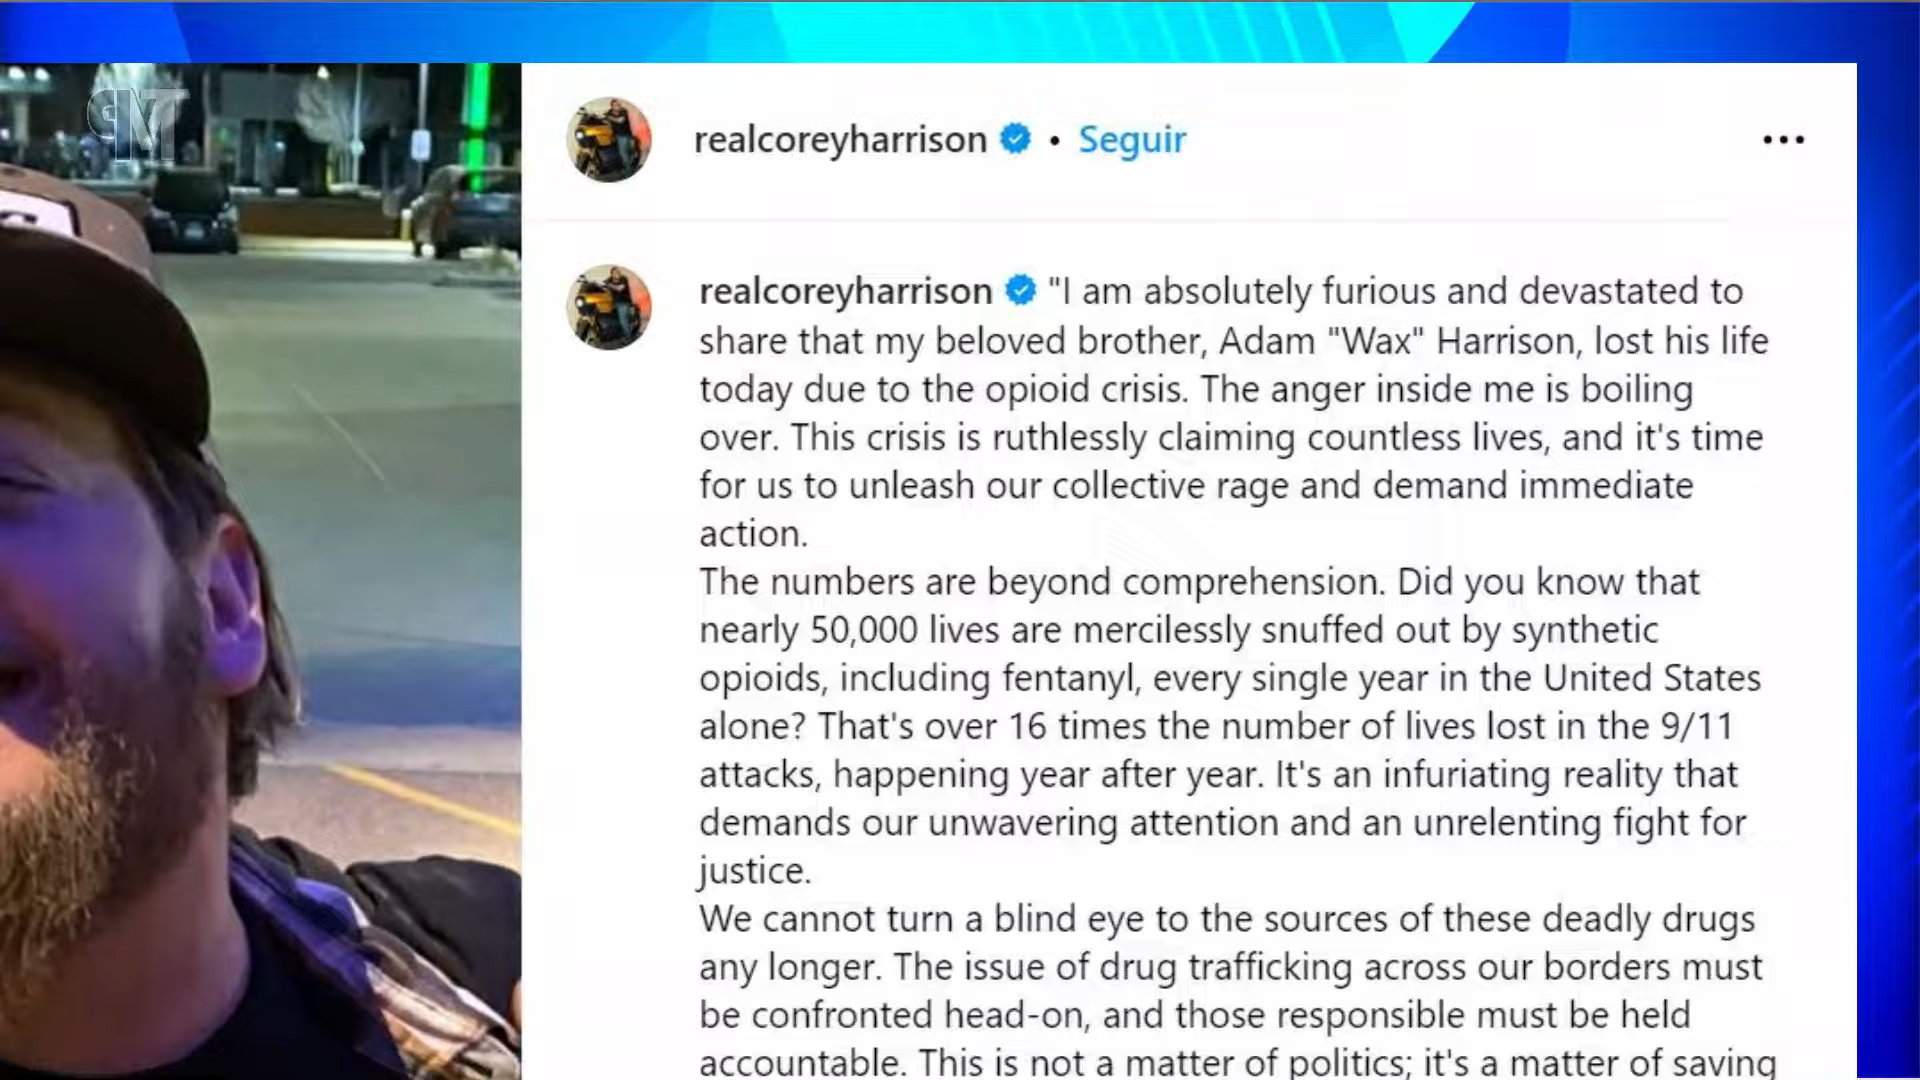 PMT
realcoreyharrison • Seguir
realcoreyharrison "I am absolutely furious and devastated to
share that my beloved brother, Adam "Wax" Harrison, lost his life
today due to the opioid crisis. The anger inside me is boiling
over. This crisis is ruthlessly claiming countless lives, and it's time
for us to unleash our collective rage and demand immediate
action.
The numbers are beyond comprehension. Did you know that
nearly 50,000 lives are mercilessly snuffed out by synthetic
opioids, including fentanyl, every single year in the United States
alone? That's over 16 times the number of lives lost in the 9/11
attacks, happening year after year. It's an infuriating reality that
demands our unwavering attention and an unrelenting fight for
justice.
We cannot turn a blind eye to the sources of these deadly drugs
any longer. The issue of drug trafficking across our borders must
be confronted head-on, and those responsible must be held
accountable. This is not a matter of politics; it's a matter of saving